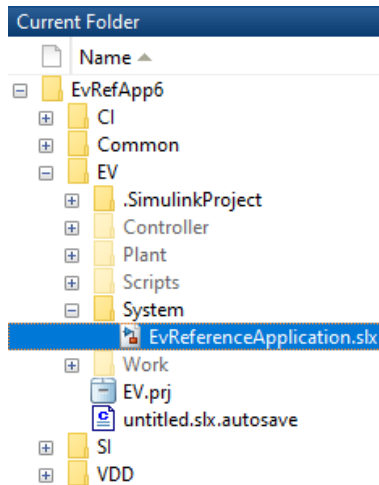 Current Folder
Name
EvRefApp6
CI
Common
EV
.SimulinkProject
Controller
Plant
Scripts
System
EvReferenceApplication.slx
Work
EV.prj
untitled.slx.autosave
SI
VDD